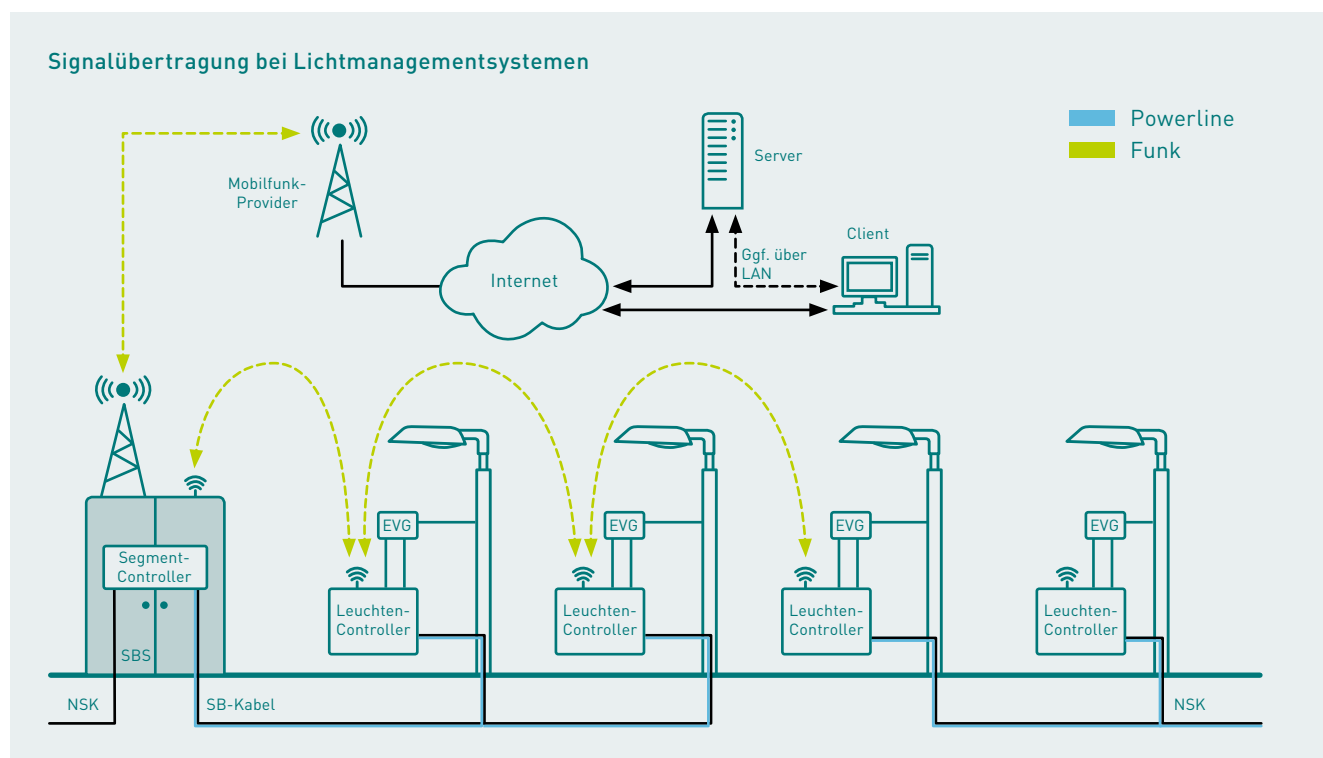 Signalübertragung bei Lichtmanagementsystemen
Powerline
Funk
Mobilfunk-
Provider
Server
Client
Ggf. über
LAN
Internet
EVG
EVG
EVG
EVG
Segment-
Controller
Leuchten-
Controller
Leuchten-
Controller
Leuchten-
Controller
Leuchten-
Controller
SBS
NSK
SB-Kabel
NSK